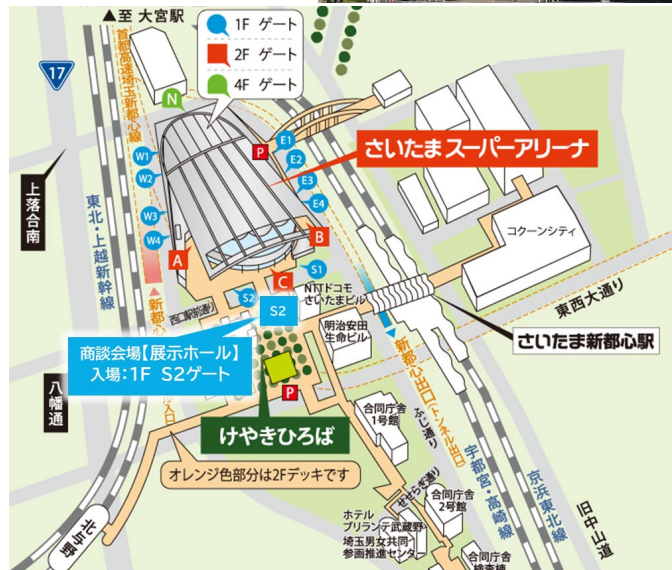 ▲至 大宮駅
1F ゲート
2F ゲート
4F ゲート
17
首都高速埼玉新都心線
N
P
E1
E2
E3
E4
W1
W2
W3
W4
さいたまスーパーアリーナ
上落合南
東北・上越新幹線
コクーンシティ
A
B
C
S1
S2
NTTドコモ
さいたまビル
西口駅前通り
S2
明治安田
生命ビル
東西大通り
さいたま新都心駅
商談会場【展示ホール】
入場:1F S2ゲート
八幡通
P
けやきひろば
オレンジ色部分は2Fデッキです
▼新都心出口(トンネル出口)
ふじ通り
合同庁舎
1号館
せせらぎ通り
合同庁舎
2号館
宇都宮・高崎線
京浜東北線
旧中山道
北与野
ホテル
ブリランテ武蔵野
埼玉男女共同
参画推進センター
合同庁舎
検査棟